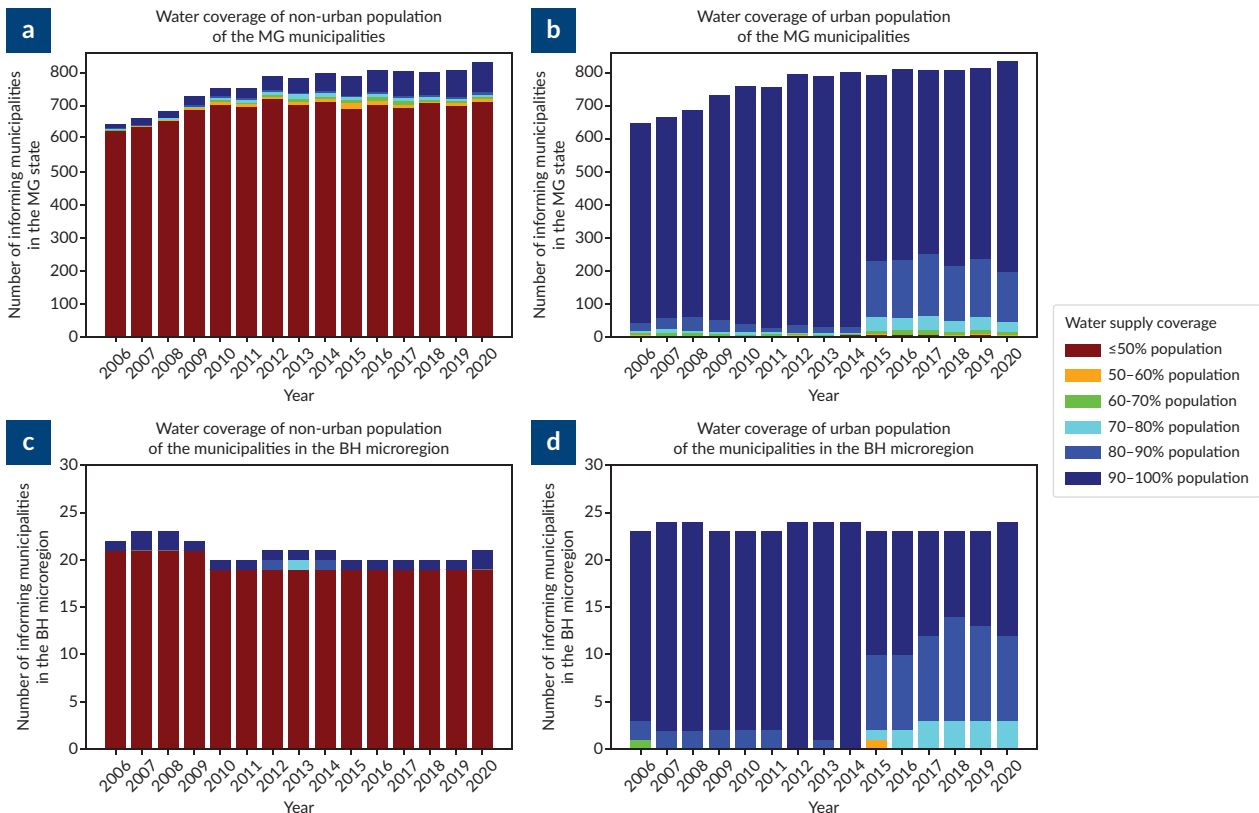 a
Water coverage of non-urban population
of the MG municipalities
Number of informing municipalities
in the MG state
800
700
600
500
400
300
200
100
0
2006 2007 2008 2009 2010 2011 2012 2013 2014 2015 2016 2017 2018 2019 2020
Year
b
Water coverage of urban population
of the MG municipalities
Number of informing municipalities
in the MG state
800
700
600
500
400
300
200
100
0
2006 2007 2008 2009 2010 2011 2012 2013 2014 2015 2016 2017 2018 2019 2020
Year
Water supply coverage
≤50% population
50–60% population
60-70% population
70–80% population
80–90% population
90–100% population
c
Water coverage of non-urban population
of the municipalities in the BH microregion
Number of informing municipalities
in the BH microregion
30
25
20
15
10
5
0
2006 2007 2008 2009 2010 2011 2012 2013 2014 2015 2016 2017 2018 2019 2020
Year
d
Water coverage of urban population
of the municipalities in the BH microregion
Number of informing municipalities
in the BH microregion
30
25
20
15
10
5
0
2006 2007 2008 2009 2010 2011 2012 2013 2014 2015 2016 2017 2018 2019 2020
Year